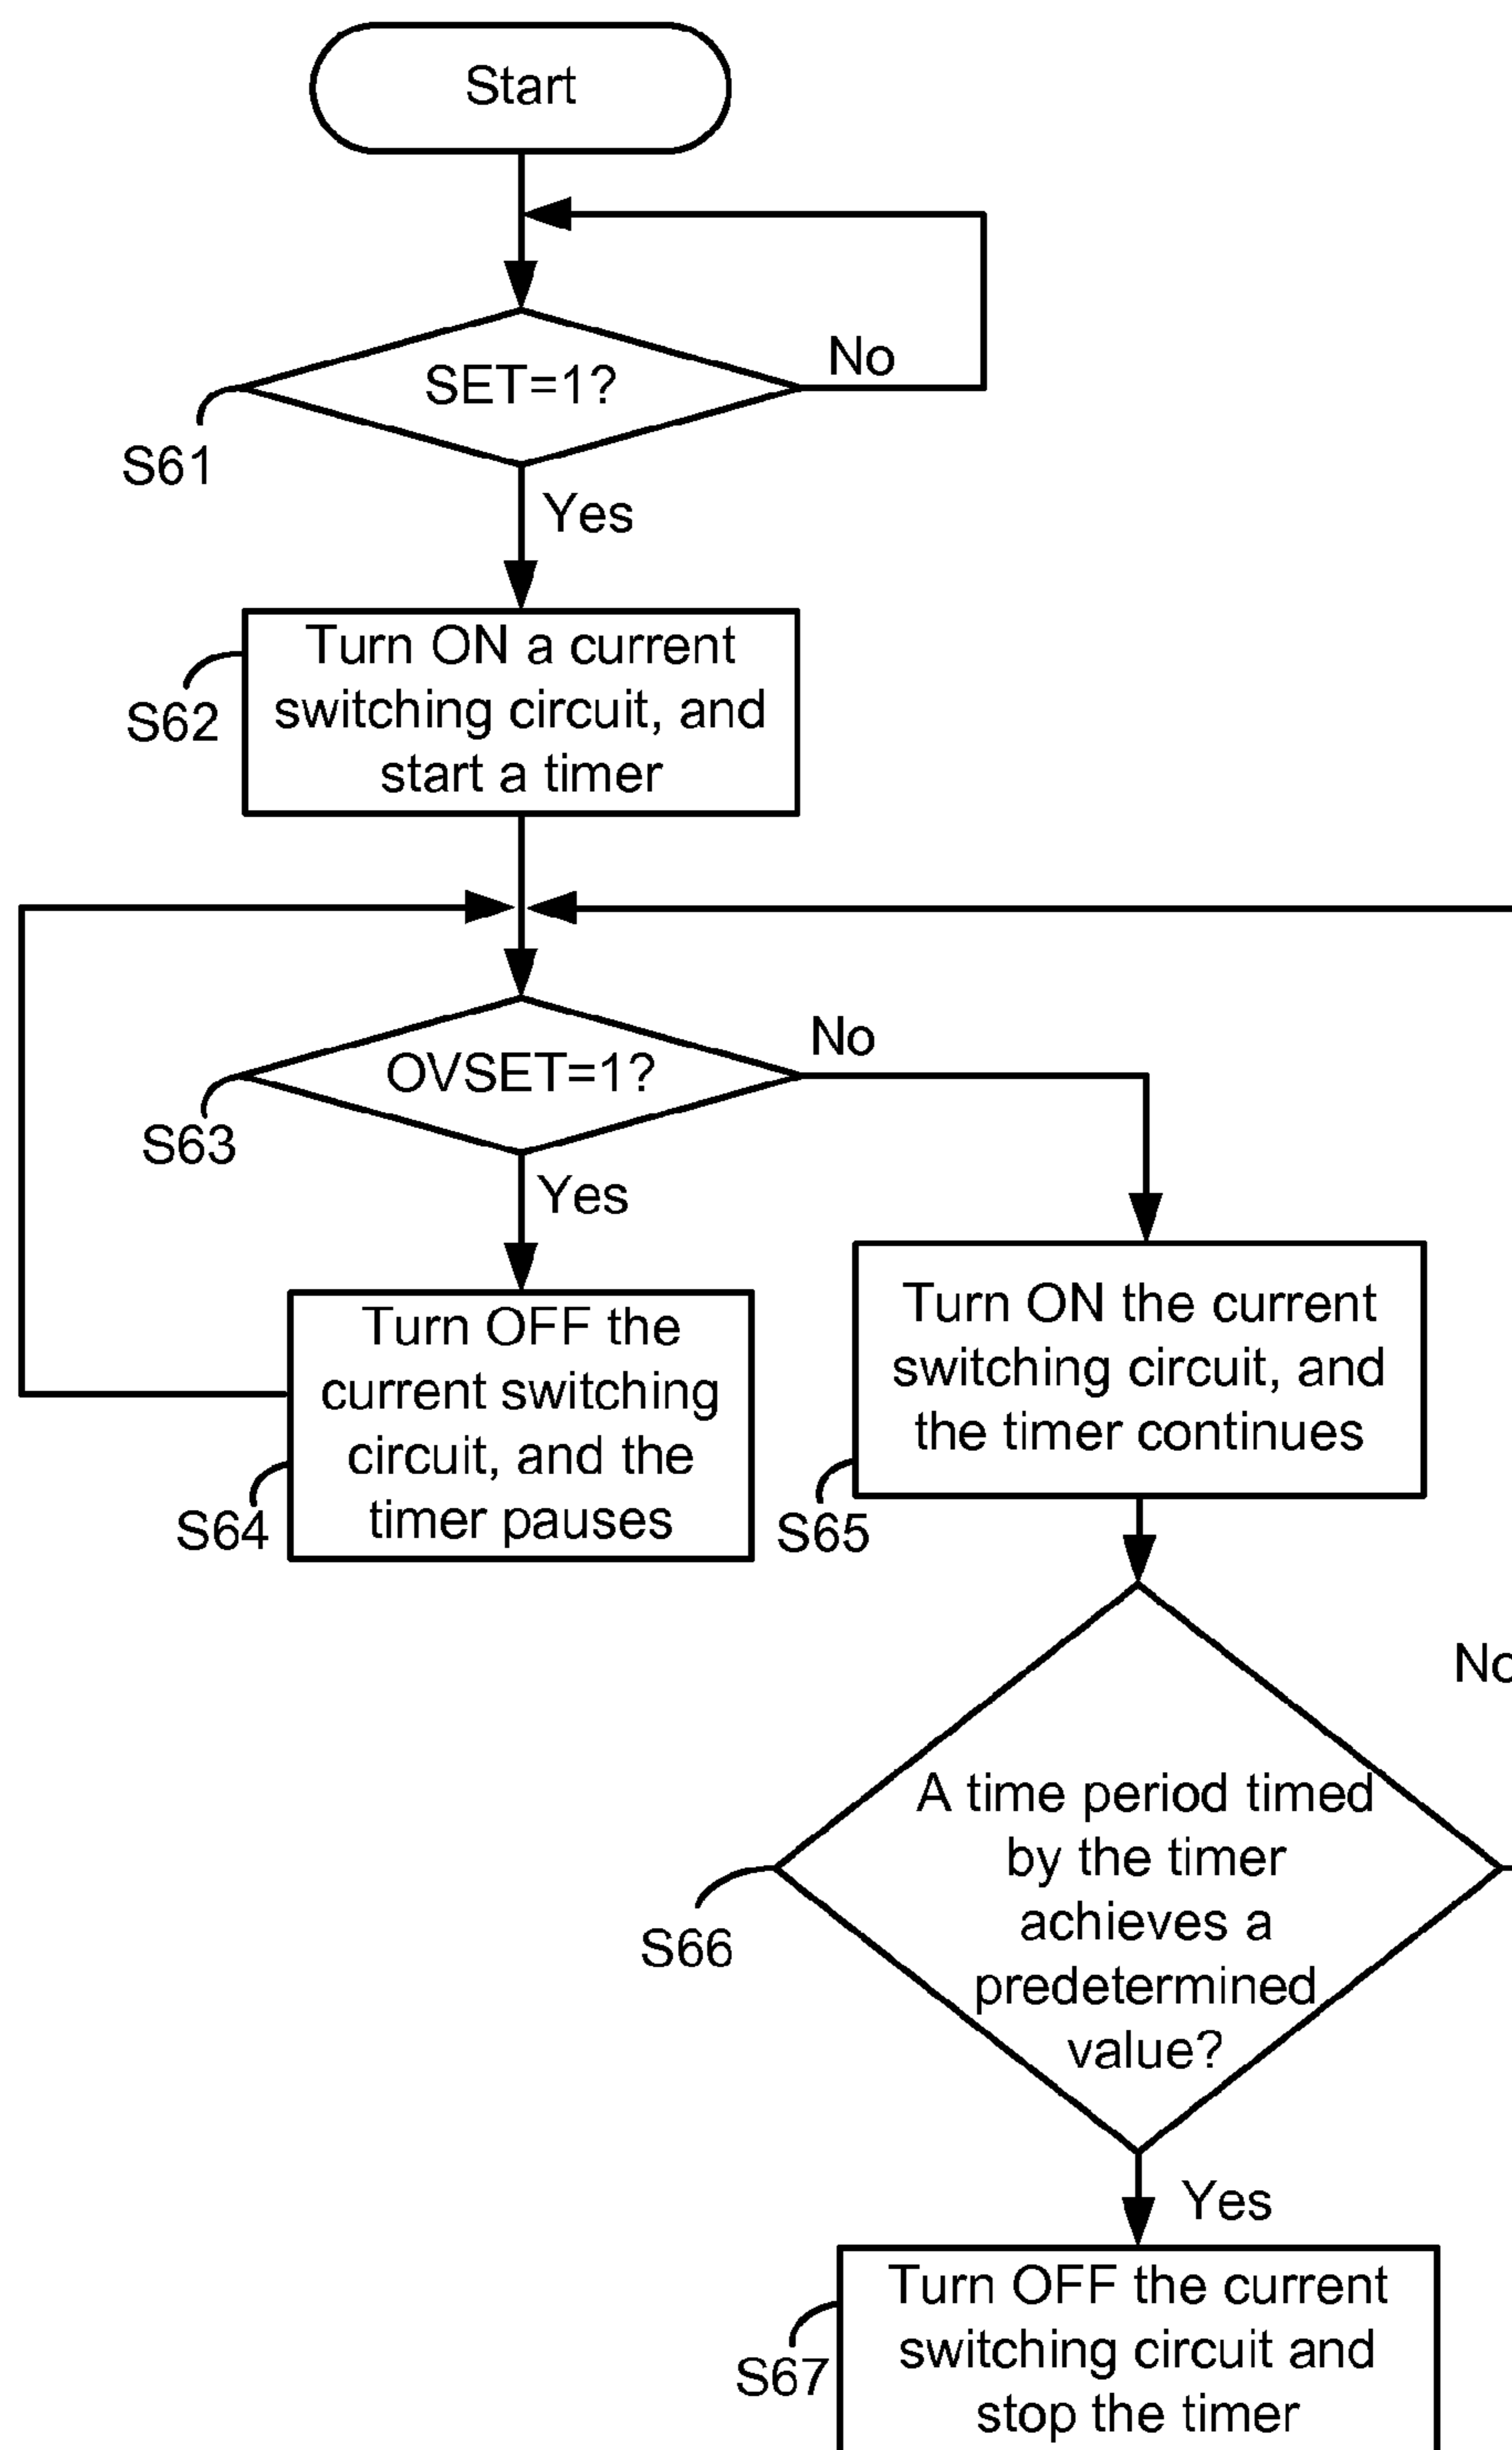 Start
SET=1?
No
S61
Yes
Turn ON a current
switching circuit, and
start a timer
S62
OVSET=1?
No
S63
Yes
Turn OFF the
current switching
circuit, and the
timer pauses
S64
Turn ON the current
switching circuit, and
the timer continues
S65
No
A time period timed
by the timer
achieves a
predetermined
value?
S66
Yes
Turn OFF the current
switching circuit and
stop the timer
S67